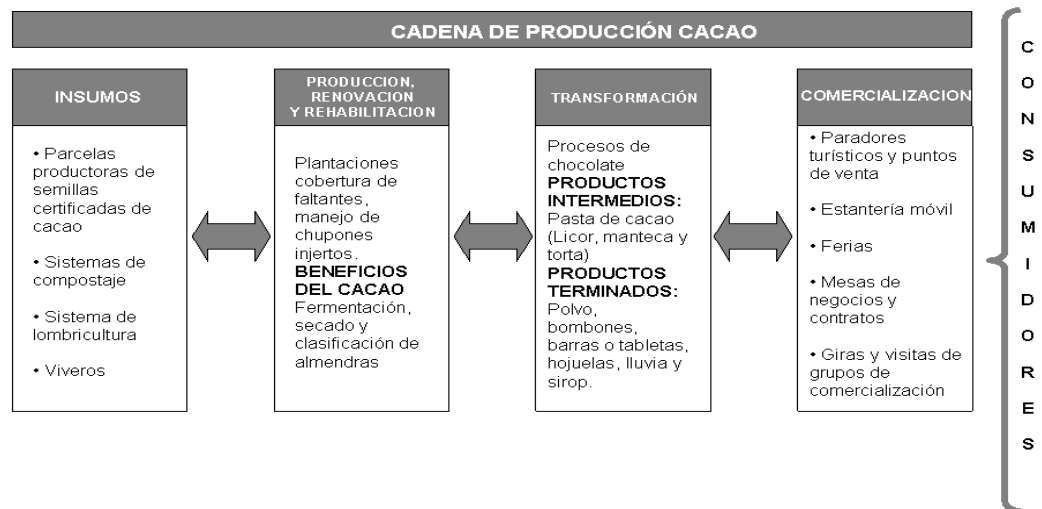 CADENA DE PRODUCCIÓN CACAO
INSUMOS
• Parcelas
productoras de
semillas
certificadas de
cacao
• Sistemas de
compostaje
• Sistema de
lombricultura
• Viveros
PRODUCCION,
RENOVACION
Y REHABILITACION
Plantaciones
cobertura de
faltantes,
manejo de
chupones
injertos.
BENEFICIOS
DEL CACAO
Fermentación,
secado y
clasificación de
almendras
TRANSFORMACIÓN
Procesos de
chocolate
PRODUCTOS
INTERMEDIOS:
Pasta de cacao
(Licor, manteca y
torta)
PRODUCTOS
TERMINADOS:
Polvo,
bombones,
barras o tabletas,
hojuelas, lluvia y
sirop.
COMERCIALIZACION
• Paradores
turísticos y puntos
de venta
• Estantería móvil
• Ferias
• Mesas de
negocios y
contratos
• Giras y visitas de
grupos de
comercialización
CONSUMIDORES